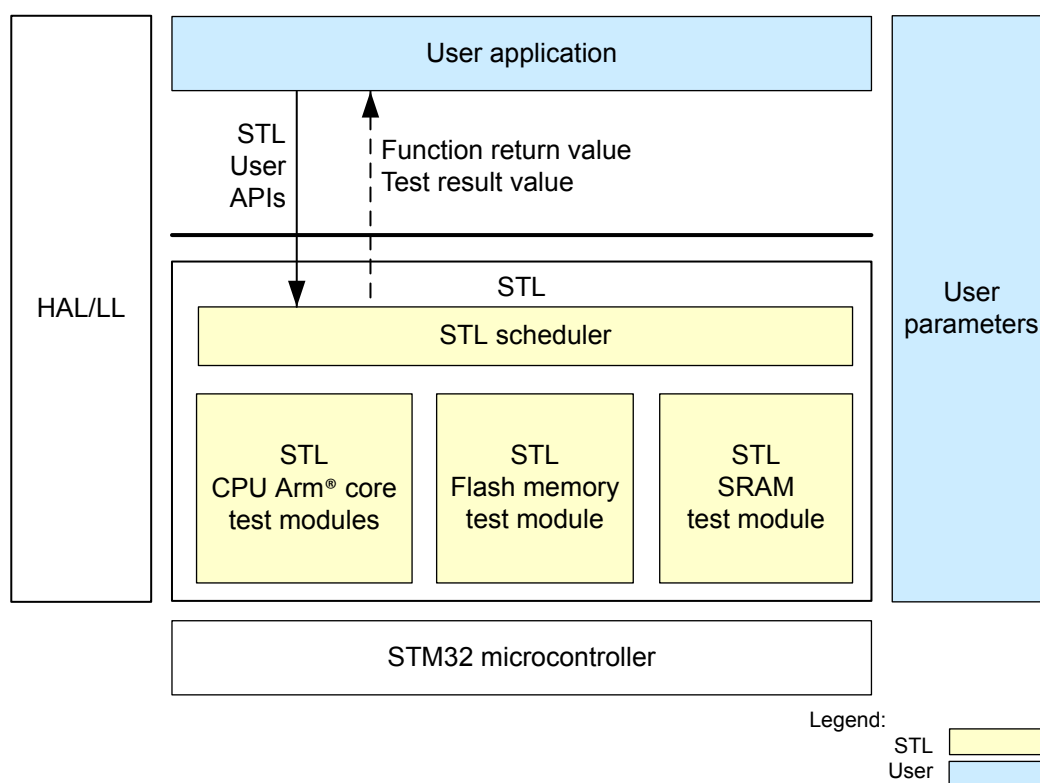 User application
STL
User
APIs
Function return value
Test result value
HAL/LL
STL
STL scheduler
STL
CPU Arm® core
test modules
STL
Flash memory
test module
STL
SRAM
test module
User
parameters
STM32 microcontroller
Legend:
STL
User